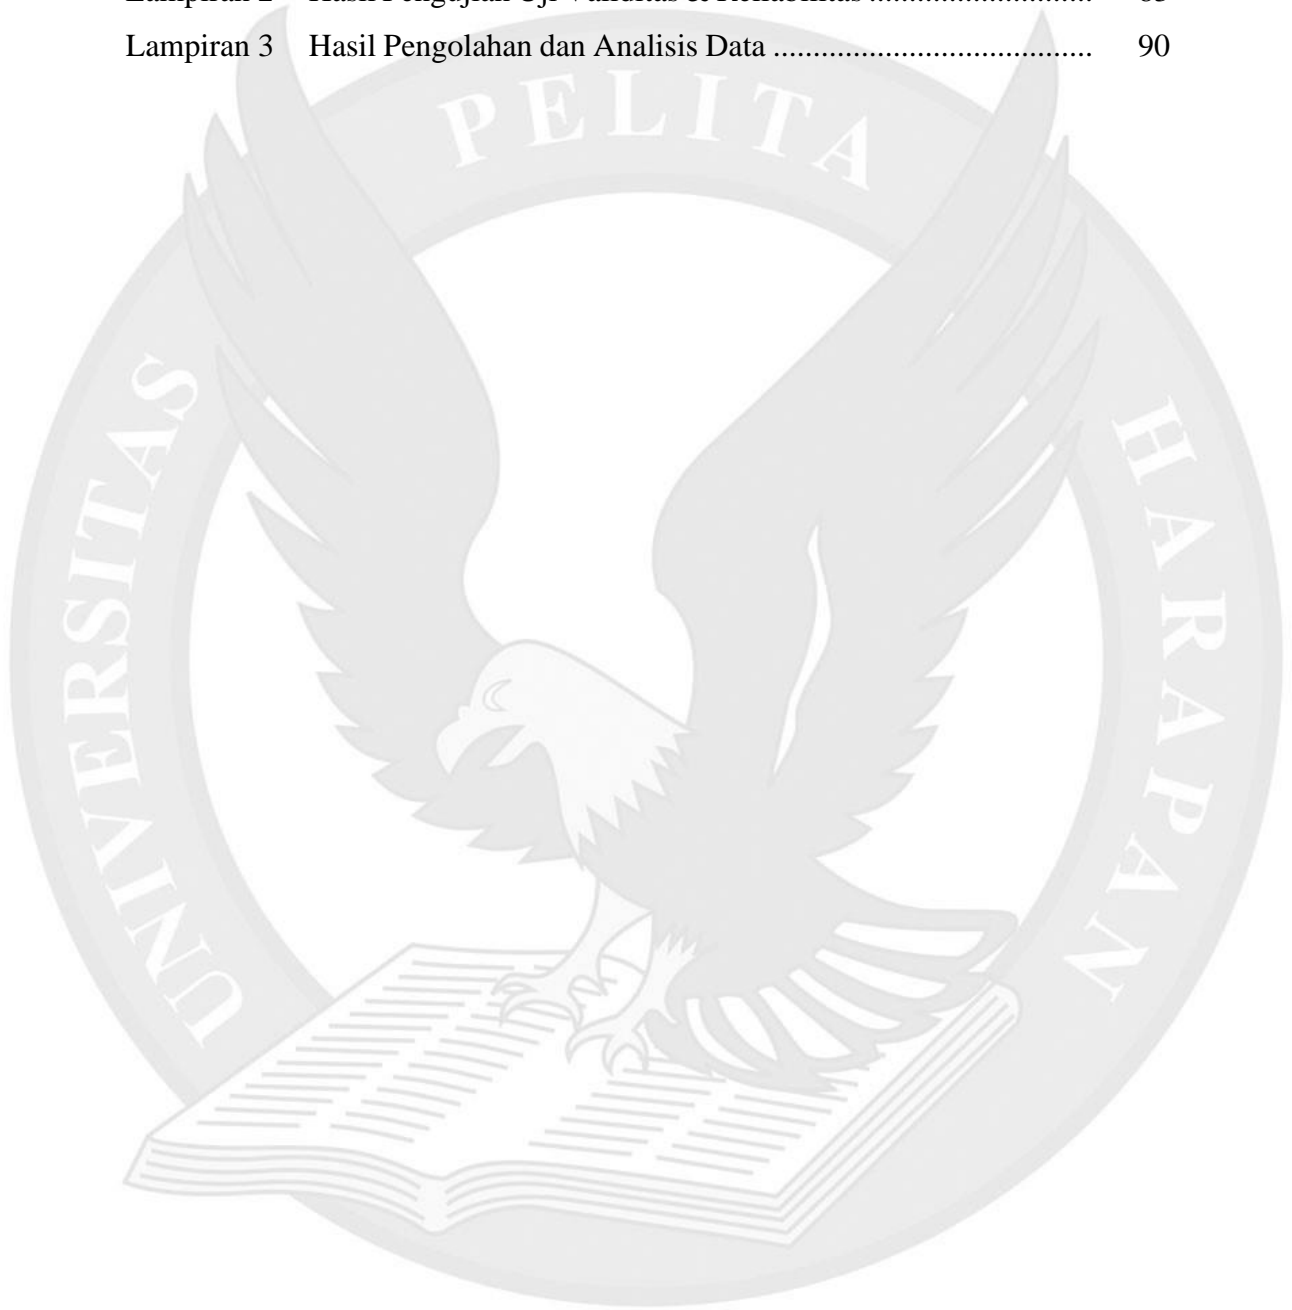 Lampiran 2 Hasil Pengujian Uji Validitas & Reliabilitas ............................
Lampiran 3 Hasil Pengolahan dan Analisis Data ........................................ 90
PELITA
UNIVERSITAS
HARAPAN